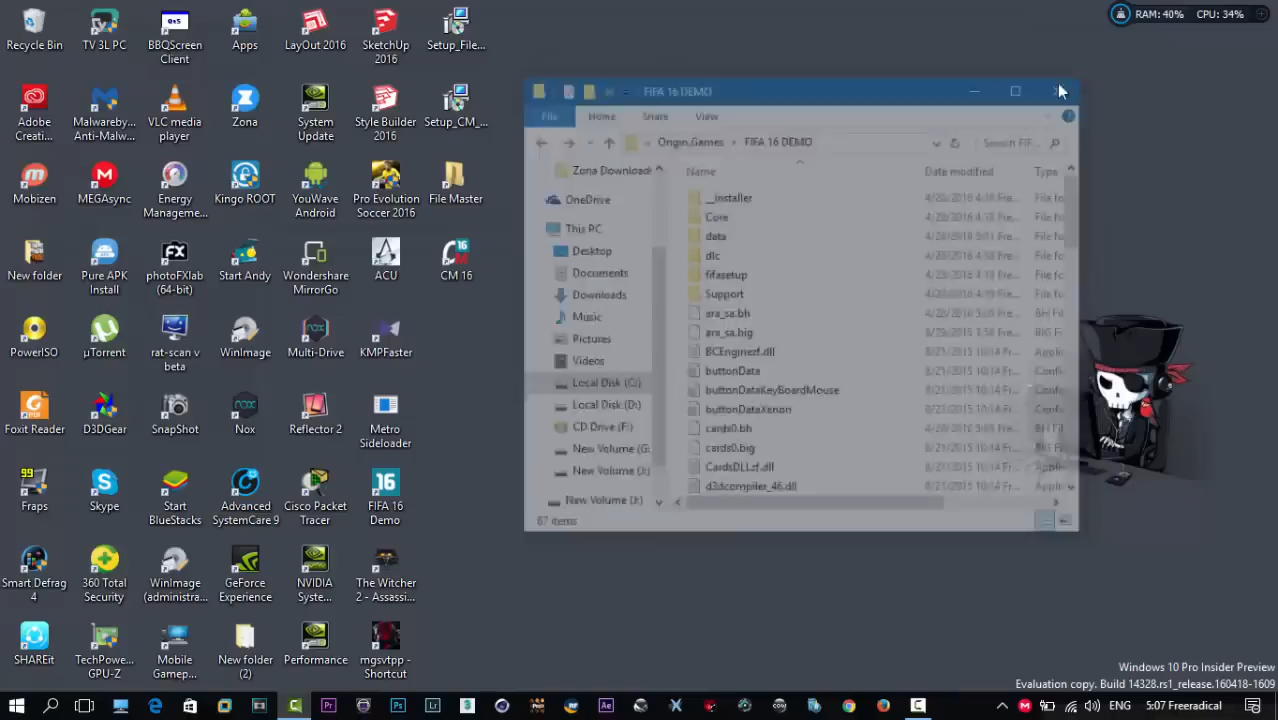 RAM: 40% CPU: 34%
Recycle Bin
TV 3L PC
BBQScreen
Client
Apps
LayOut 2016
SketchUp
2016
Setup_File...
Adobe
Creati...
Malwareby...
Anti-Malw...
VLC media
player
Zona
System
Update
Style Builder
2016
Setup_CM_...
Mobizen
MEGAsync
Energy
Manageme...
Kingo ROOT
YouWave
Android
Pro Evolution
Soccer 2016
File Master
New folder
Pure APK
Install
photoFXlab
(64-bit)
Start Andy
Wondershare
MirrorGo
ACU
CM 16
PowerISO
µTorrent
rat-scan v
beta
WinImage
Multi-Drive
KMPFaster
Foxit Reader
D3DGear
SnapShot
Nox
Reflector 2
Metro
Sideloader
Fraps
Skype
Start
BlueStacks
Advanced
SystemCare 9
Cisco Packet
Tracer
FIFA 16
Demo
Smart Defrag
4
360 Total
Security
WinImage
(administra...
GeForce
Experience
NVIDIA
Syste...
The Witcher
2 - Assassi...
SHAREit
TechPowe...
GPU-Z
Mobile
Gamep...
New folder
(2)
Performance
mgsvtpp -
Shortcut
FIFA 16 DEMO
File Home Share View
Origin Games FIFA 16 DEMO Search FIF...
Zona Download
OneDrive
This PC
Desktop
Documents
Downloads
Music
Pictures
Videos
Local Disk (C:)
Local Disk (D:)
CD Drive (F:)
New Volume (G:
New Volume (I:)
New Volume (J:)
Name Date modified Type
__installer
Core
data
dlc
fifasetup
Support
ara_sa.bh
ara_sa.big
buttonData
buttonDataKeyBoardMouse
buttonDataXenon
cards0.bh
cards0.big
d3dcompiler_46.dll
67 items
Windows 10 Pro Insider Preview
Evaluation copy. Build 14328.rs1_release.160418-1609
ENG 5:07 Freeradical